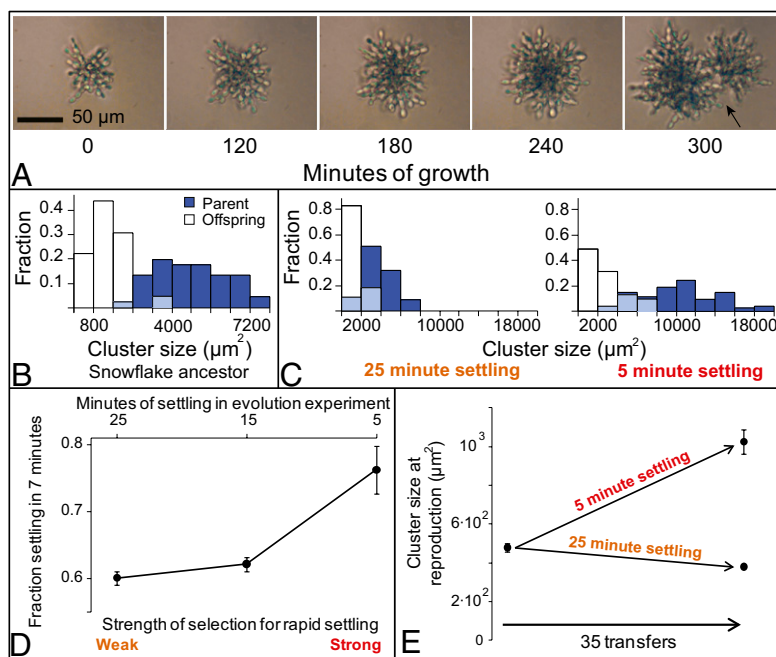 50 µm
0 120 180 240 300
A Minutes of growth
0.4
0.3
0.2
0.1
Fraction
Parent
Offspring
800 4000 7200
Cluster size (µm²)
B Snowflake ancestor
0.8
0.6
0.4
0.2
Fraction
2000 10000 18000
0.8
0.6
0.4
0.2
2000 10000 18000
Cluster size (µm²)
C 25 minute settling 5 minute settling
Minutes of settling in evolution experiment
25 15 5
0.8
0.7
0.6
Fraction settling in 7 minutes
Strength of selection for rapid settling
D Weak Strong
10³
6·10²
2·10²
0
Cluster size at
reproduction (µm²)
5 minute settling
25 minute settling
E 35 transfers